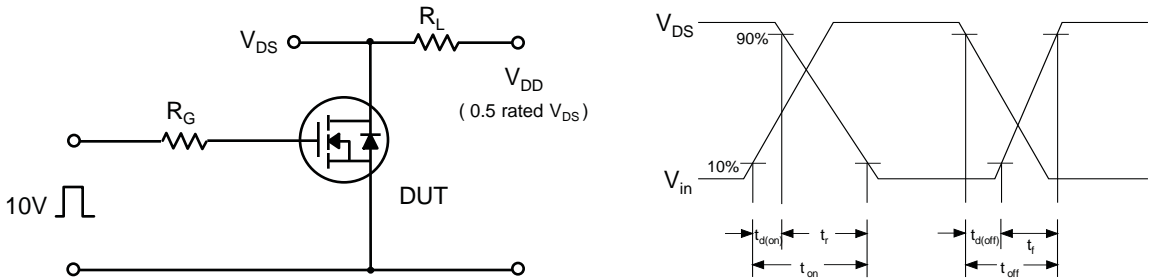 R_L
V_DS
V_DD
( 0.5 rated V_DS )
R_G
DUT
10V
V_DS
90%
10%
V_in
t_d(on) t_r
t_on
t_d(off) t_f
t_off